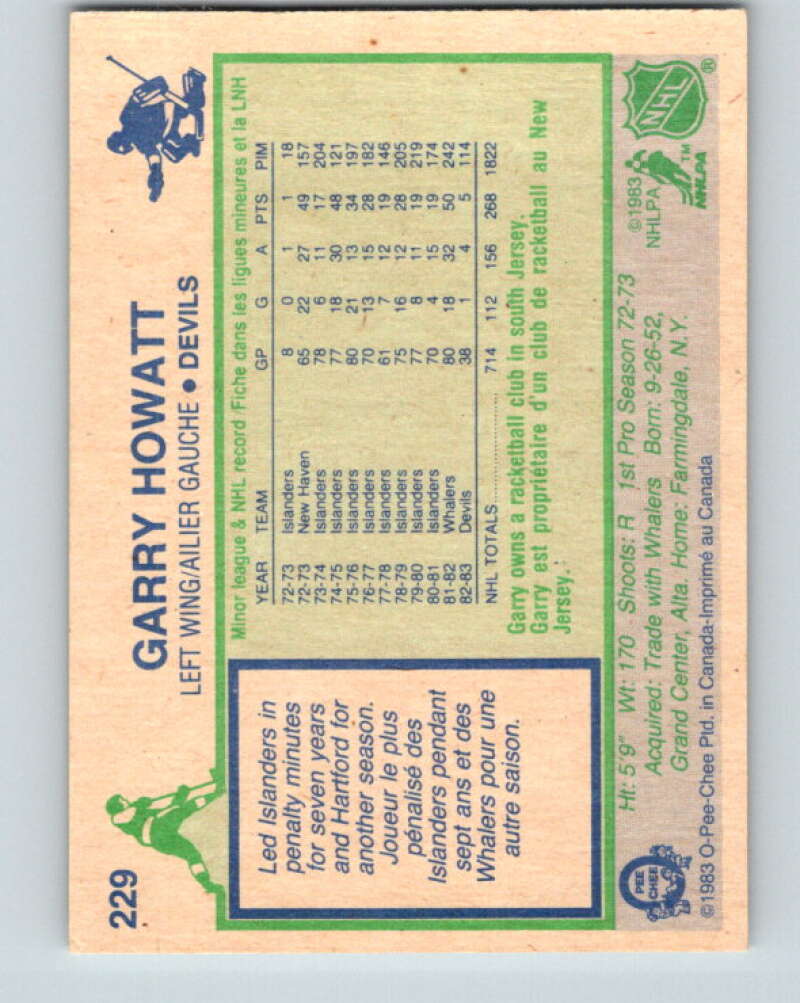 229
GARRY HOWATT
LEFT WING/AILIER GAUCHE • DEVILS
Led Islanders in
penalty minutes
for seven years
and Hartford for
another season.
Joueur le plus
pénalisé des
Islanders pendant
sept ans et des
Whalers pour une
autre saison.
Minor league & NHL record/Fiche dans les ligues mineures et la LNH
YEAR TEAM GP G A PTS PIM
72-73 Islanders 8 0 1 1 18
72-73 New Haven 65 22 27 49 157
73-74 Islanders 78 6 11 17 204
74-75 Islanders 77 18 30 48 121
75-76 Islanders 80 21 13 34 197
76-77 Islanders 70 13 15 28 182
77-78 Islanders 61 7 12 19 146
78-79 Islanders 75 16 12 28 205
79-80 Islanders 77 8 11 19 219
80-81 Islanders 70 4 15 19 174
81-82 Whalers 80 18 32 50 242
82-83 Devils 38 1 4 5 114
NHL TOTALS 714 112 156 268 1822
Garry owns a racketball club in south Jersey.
Garry est propriétaire d'un club de racketball au New
Jersey.
Ht: 5'9" Wt: 170 Shoots: R 1st Pro Season 72-73
Acquired: Trade with Whalers Born: 9-26-52,
Grand Center, Alta. Home: Farmingdale, N.Y.
©1983
NHLPA
NHLPA
TM
NHL
®
PEE
CHEE
©1983 O-Pee-Chee Ptd. in Canada-Imprimé au Canada